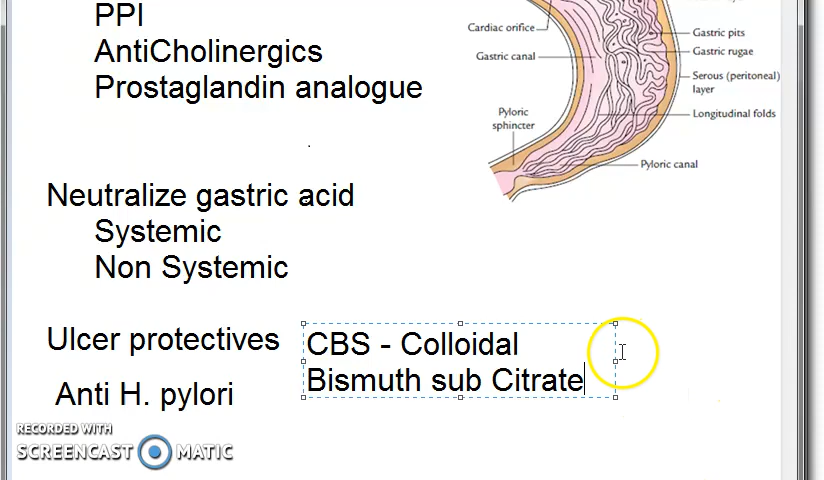 PPI
AntiCholinergics
Prostaglandin analogue
Cardiac orifice
Gastric canal
Pyloric
sphincter
Gastric pits
Gastric rugae
Serous (peritoneal)
layer
Longitudinal folds
Pyloric canal
Neutralize gastric acid
Systemic
Non Systemic
Ulcer protectives
CBS - Colloidal
Bismuth sub Citrate
Anti H. pylori
RECORDED WITH
SCREENCAST MATIC